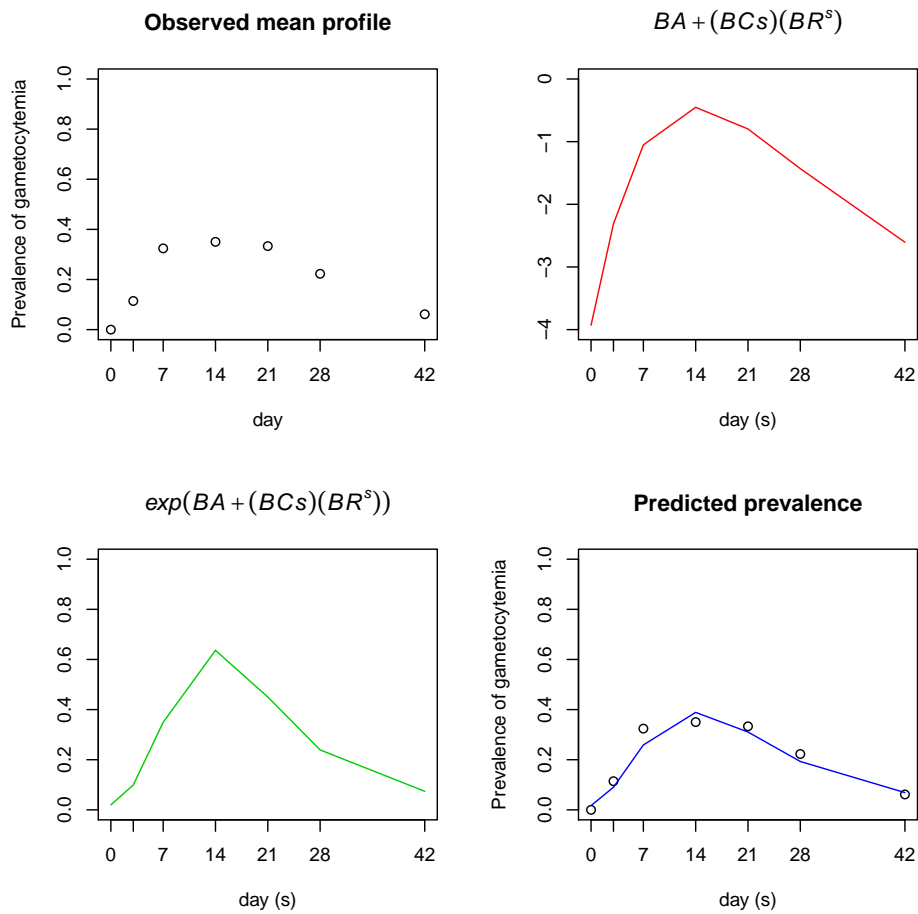 Observed mean profile
Prevalence of gametocytemia
1.0
0.8
0.6
0.4
0.2
0.0
0 7 14 21 28 42
day
BA + (BCs)(BR^s)
0
−1
−2
−3
−4
0 7 14 21 28 42
day (s)
exp(BA + (BCs)(BR^s))
1.0
0.8
0.6
0.4
0.2
0.0
0 7 14 21 28 42
day (s)
Predicted prevalence
Prevalence of gametocytemia
1.0
0.8
0.6
0.4
0.2
0.0
0 7 14 21 28 42
day (s)